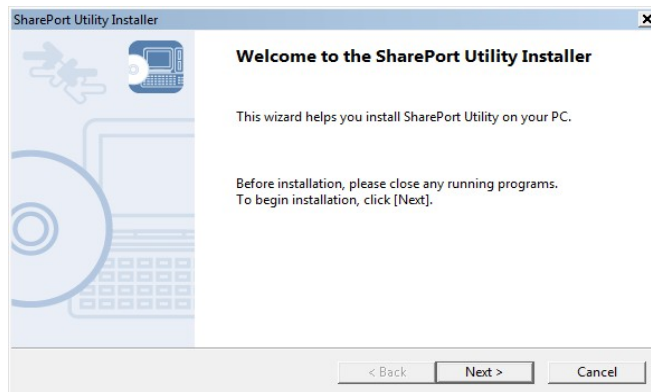 SharePort Utility Installer
Welcome to the SharePort Utility Installer
This wizard helps you install SharePort Utility on your PC.
Before installation, please close any running programs.
To begin installation, click [Next].
< Back Next > Cancel